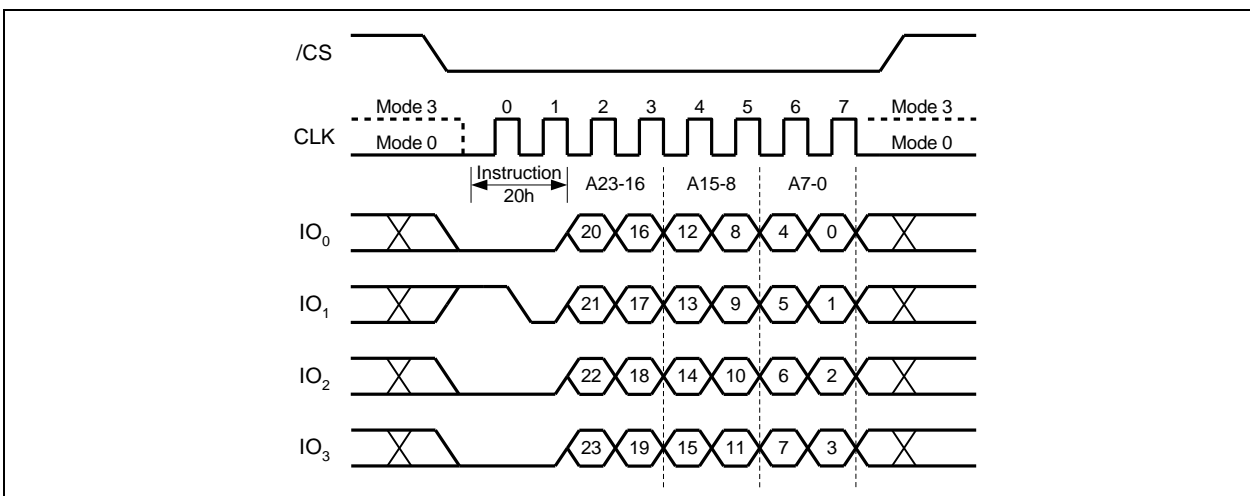 /CS
Mode 3 0 1 2 3 4 5 6 7 Mode 3
CLK
Mode 0 Mode 0
Instruction
20h
A23-16 A15-8 A7-0
IO0 20 16 12 8 4 0
IO1 21 17 13 9 5 1
IO2 22 18 14 10 6 2
IO3 23 19 15 11 7 3